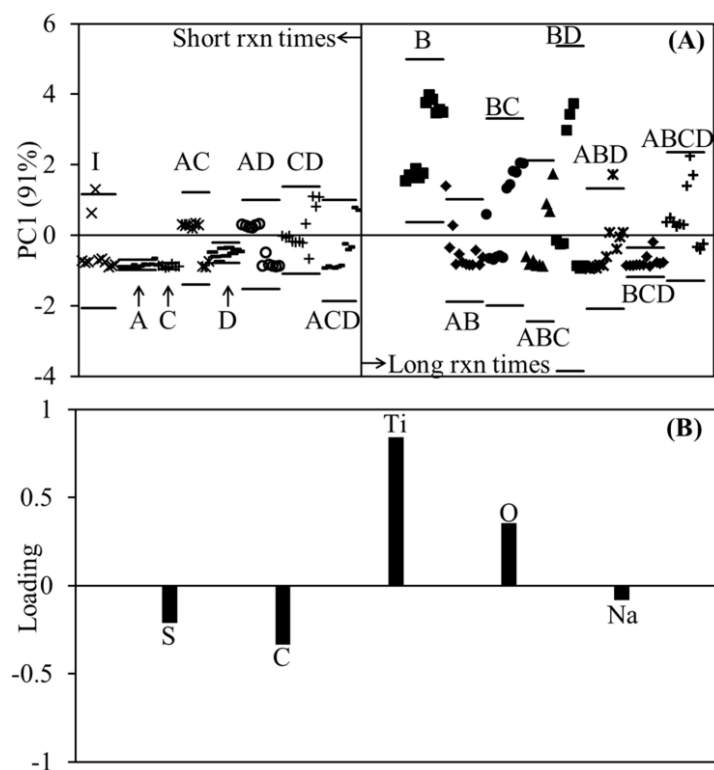 6
4
2
0
-2
-4
PC1 (91%)
Short rxn times
(A)
I
AC
AD
CD
A
C
D
ACD
B
BC
BD
ABD
ABCD
AB
ABC
BCD
Long rxn times
1
0.5
0
-0.5
-1
Loading
(B)
Ti
O
S
C
Na